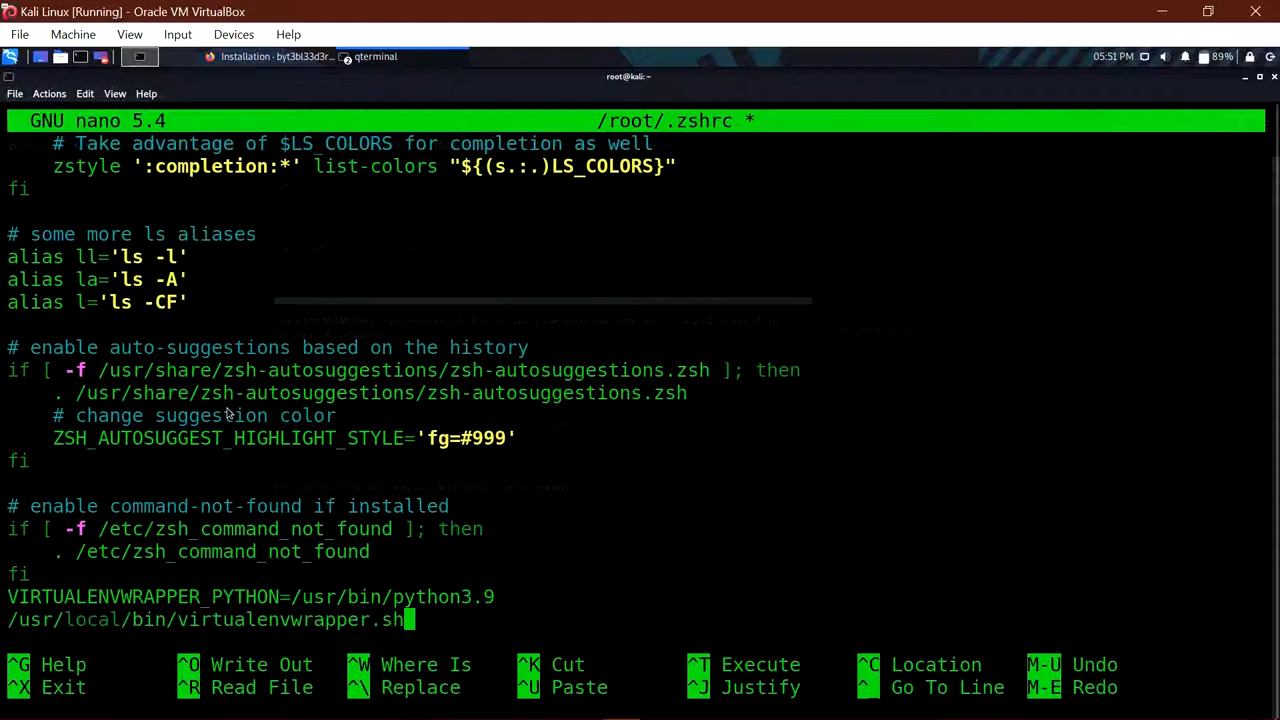 Kali Linux [Running] - Oracle VM VirtualBox
File Machine View Input Devices Help
Installation · byt3bl33d3r... 2 qterminal 05:51 PM 89%
root@kali: ~
File Actions Edit View Help
GNU nano 5.4 /root/.zshrc *
# Take advantage of $LS_COLORS for completion as well
zstyle ':completion:*' list-colors "${(s.:.)LS_COLORS}"
fi
# some more ls aliases
alias ll='ls -l'
alias la='ls -A'
alias l='ls -CF'
# enable auto-suggestions based on the history
if [ -f /usr/share/zsh-autosuggestions/zsh-autosuggestions.zsh ]; then
. /usr/share/zsh-autosuggestions/zsh-autosuggestions.zsh
# change suggestion color
ZSH_AUTOSUGGEST_HIGHLIGHT_STYLE='fg=#999'
fi
# enable command-not-found if installed
if [ -f /etc/zsh_command_not_found ]; then
. /etc/zsh_command_not_found
fi
VIRTUALENVWRAPPER_PYTHON=/usr/bin/python3.9
/usr/local/bin/virtualenvwrapper.sh
^G Help ^O Write Out ^W Where Is ^K Cut ^T Execute ^C Location M-U Undo
^X Exit ^R Read File ^\ Replace ^U Paste ^J Justify ^_ Go To Line M-E Redo